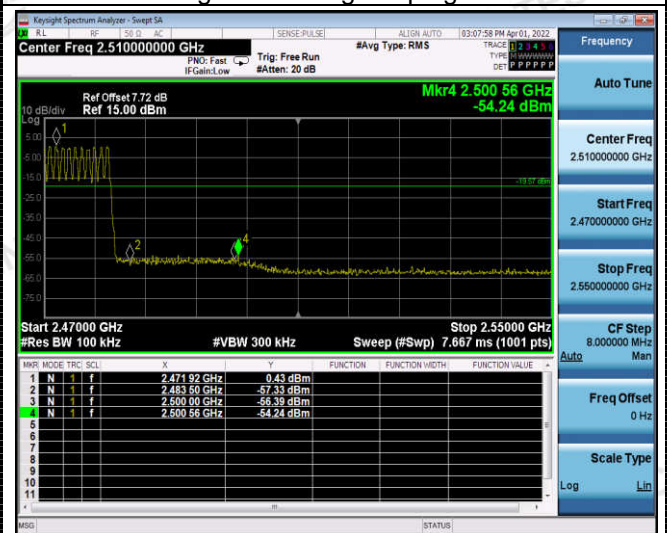 Keysight Spectrum Analyzer - Swept SA
RL RF 50 Ω AC SENSE:PULSE ALIGN AUTO 03:07:58 PM Apr 01, 2022
Center Freq 2.510000000 GHz #Avg Type: RMS TRACE 1 2 3 4 5 6
PNO: Fast Trig: Free Run TYPE M W W W W W
IFGain:Low #Atten: 20 dB DET P P P P P P
Frequency
Auto Tune
Mkr4 2.500 56 GHz
-54.24 dBm
Ref Offset 7.72 dB
10 dB/div Ref 15.00 dBm
Log
5.00
-5.00
-15.0
-25.0
-35.0
-45.0
-55.0
-65.0
-75.0
1
2
4
-19.57 dBm
Start 2.47000 GHz Stop 2.55000 GHz
#Res BW 100 kHz #VBW 300 kHz Sweep (#Swp) 7.667 ms (1001 pts)
MKR MODE TRC SCL X Y FUNCTION FUNCTION WIDTH FUNCTION VALUE
1 N 1 f 2.471 92 GHz 0.43 dBm
2 N 1 f 2.483 50 GHz -57.33 dBm
3 N 1 f 2.500 00 GHz -56.39 dBm
4 N 1 f 2.500 56 GHz -54.24 dBm
5
6
7
8
9
10
11
Center Freq
2.510000000 GHz
Start Freq
2.470000000 GHz
Stop Freq
2.550000000 GHz
CF Step
8.000000 MHz
Auto Man
Freq Offset
0 Hz
Scale Type
Log Lin
MSG STATUS